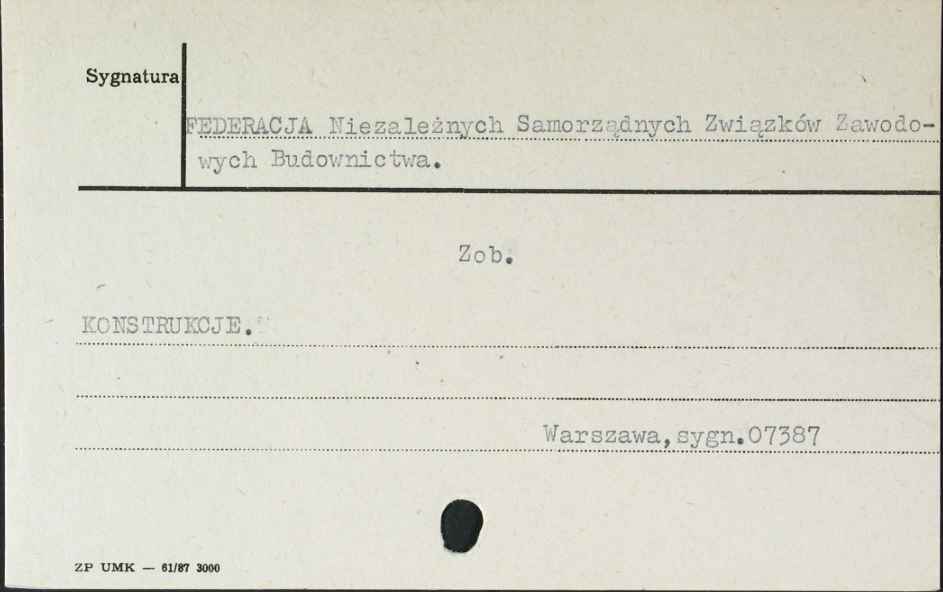 Sygnatura
FEDERACJA Niezależnych Samorządnych Związków Zawodo-
wych Budownictwa.
Zob.
KONSTRUKCJE.
Warszawa,sygn.07387
ZP UMK — 61/87 3000